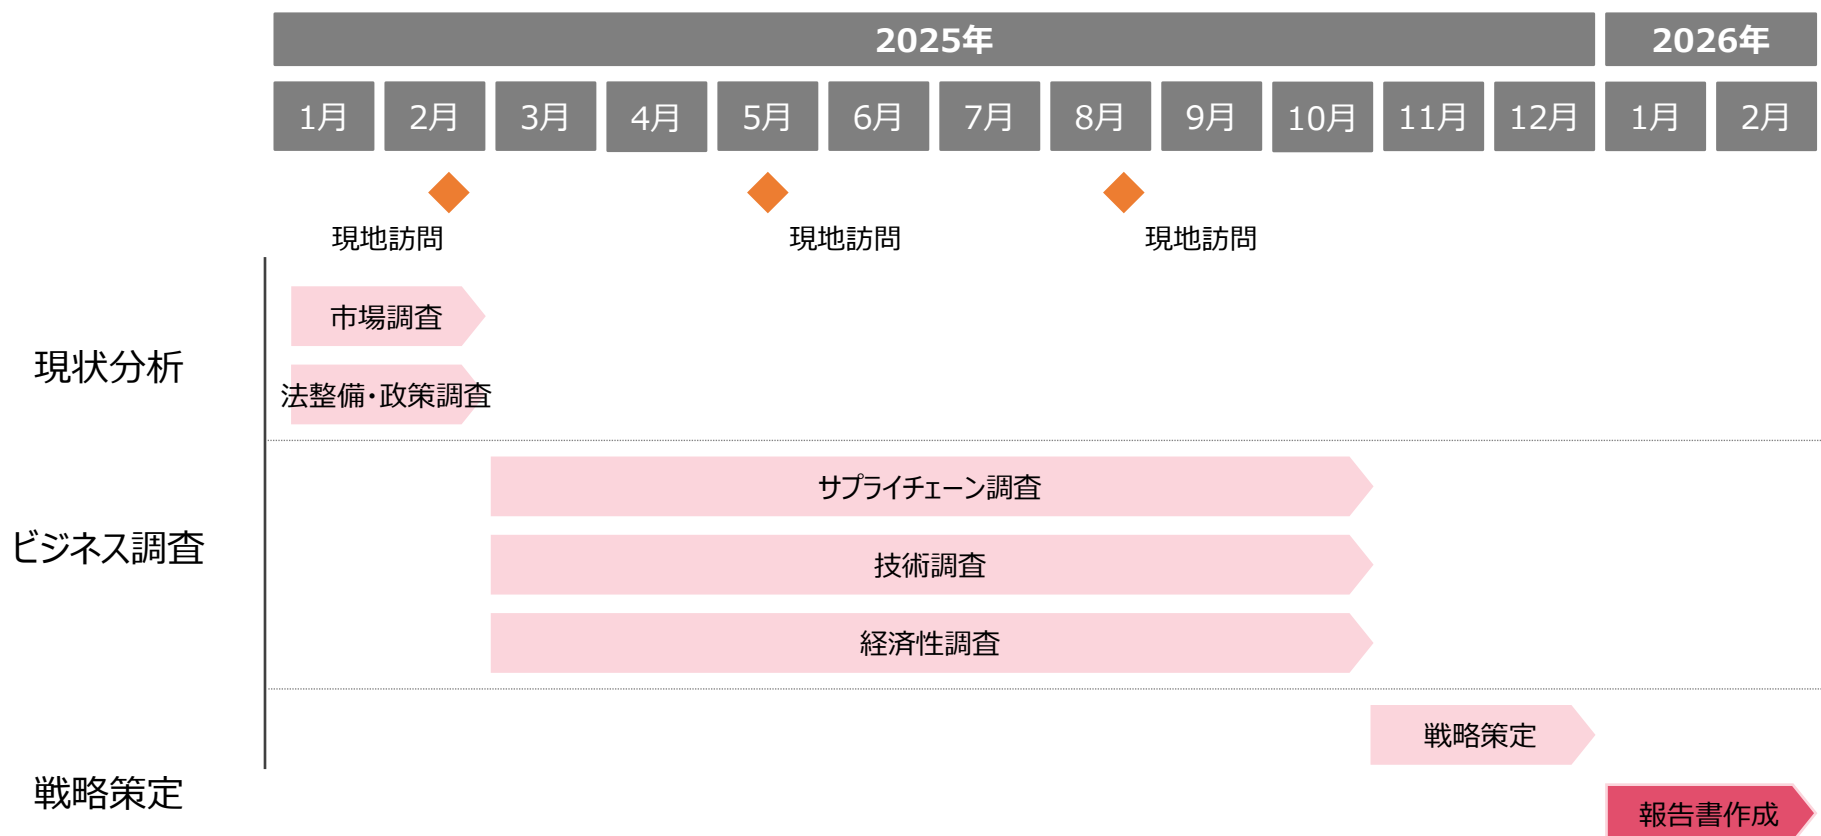 2025年 2026年
1月 2月 3月 4月 5月 6月 7月 8月 9月 10月 11月 12月 1月 2月
現地訪問 現地訪問 現地訪問
市場調査
現状分析
法整備・政策調査
サプライチェーン調査
ビジネス調査
技術調査
経済性調査
戦略策定
戦略策定
報告書作成